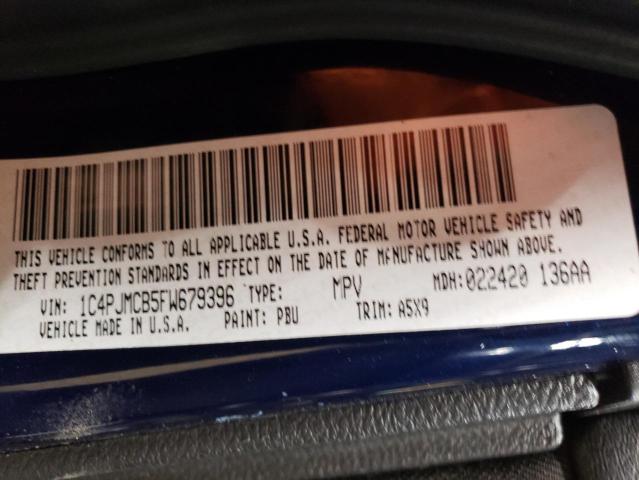 THIS VEHICLE CONFORMS TO ALL APPLICABLE U.S.A. FEDERAL MOTOR VEHICLE SAFETY AND
THEFT PREVENTION STANDARDS IN EFFECT ON THE DATE OF MANUFACTURE SHOWN ABOVE.
VIN: 1C4PJMCB5FW679396 TYPE: MPV MDH:022420 136AA
VEHICLE MADE IN U.S.A. PAINT: PBU TRIM: A5X9